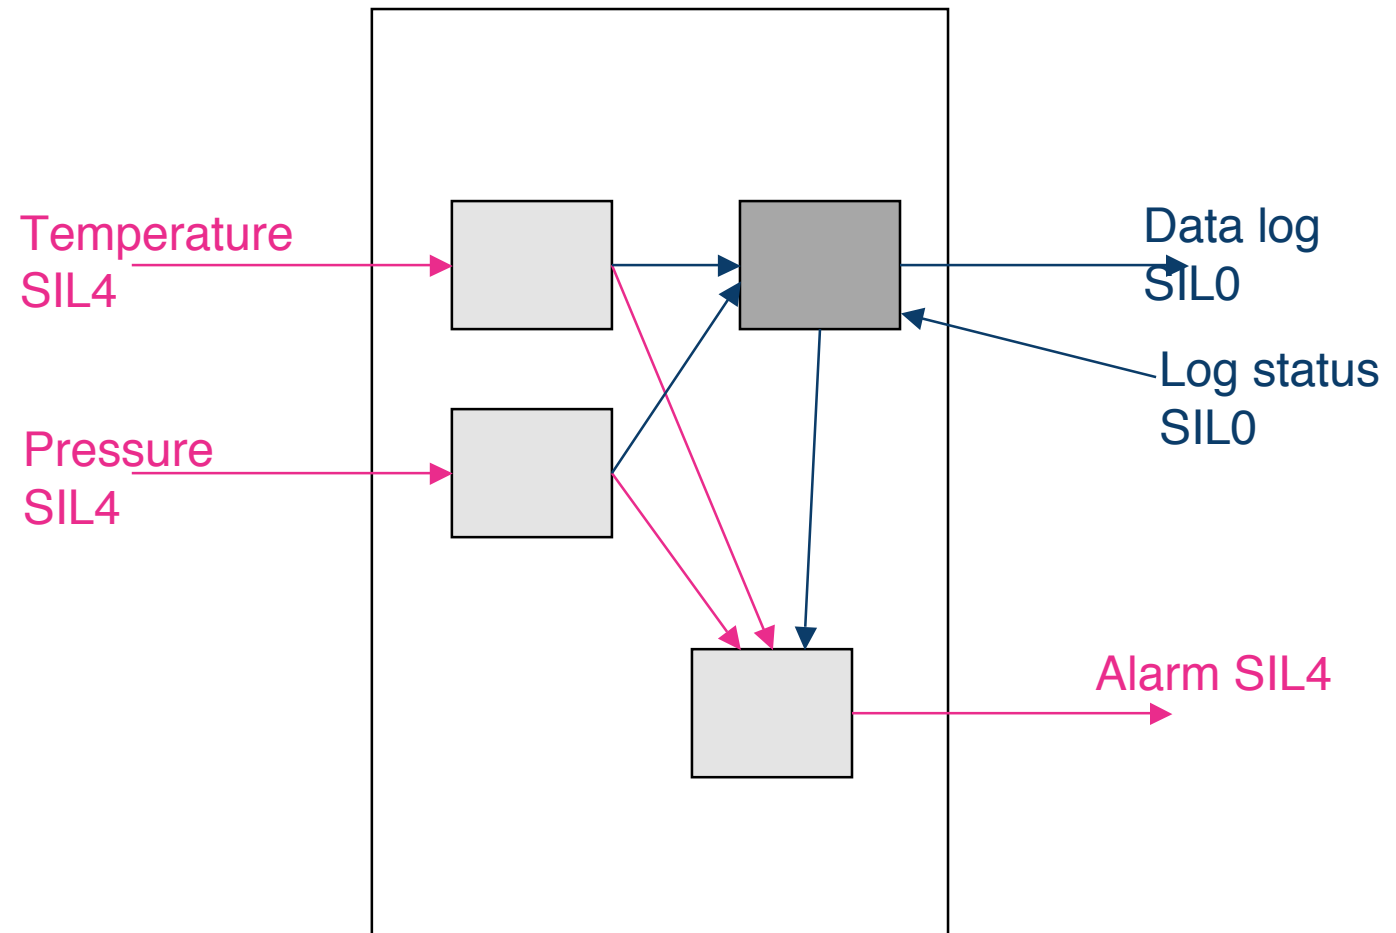 Temperature
SIL4
Pressure
SIL4
Data log
SIL0
Log status
SIL0
Alarm SIL4